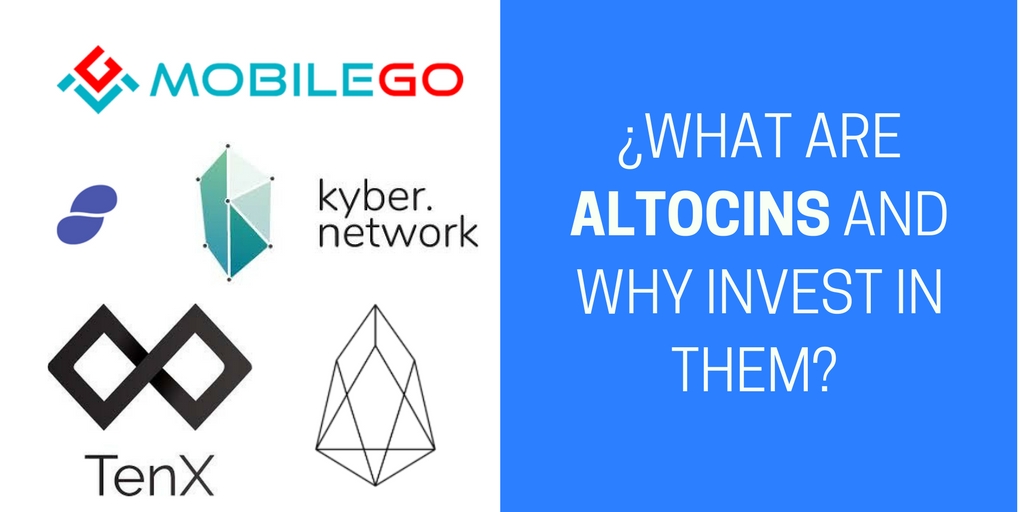 MOBILEGO
kyber.
network
TenX
¿WHAT ARE
ALTOCINS AND
WHY INVEST IN
THEM?